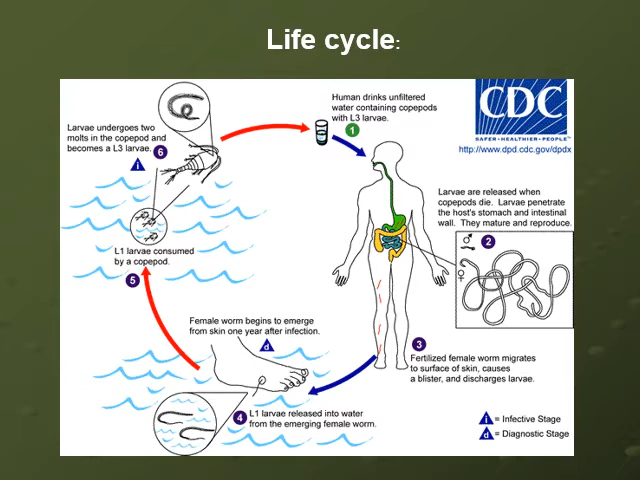 Life cycle:
Human drinks unfiltered
water containing copepods
with L3 larvae.
1
CDC
SAFER • HEALTHIER • PEOPLE™
http://www.dpd.cdc.gov/dpdx
Larvae undergoes two
molts in the copepod and
becomes a L3 larvae.
6
i
Larvae are released when
copepods die. Larvae penetrate
the host's stomach and intestinal
wall. They mature and reproduce.
♂
2
♀
L1 larvae consumed
by a copepod.
5
Female worm begins to emerge
from skin one year after infection.
d
3
Fertilized female worm migrates
to surface of skin, causes
a blister, and discharges larvae.
4
L1 larvae released into water
from the emerging female worm.
i = Infective Stage
d = Diagnostic Stage